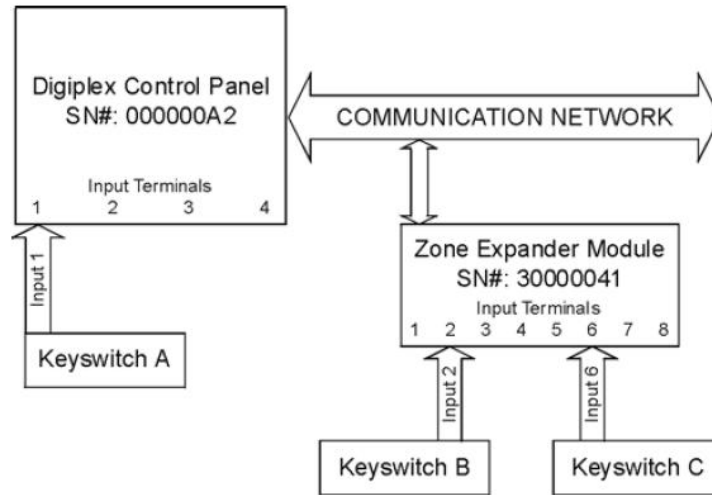 Digiplex Control Panel
SN#: 000000A2
Input Terminals
1 2 3 4
COMMUNICATION NETWORK
Input 1
Keyswitch A
Zone Expander Module
SN#: 30000041
Input Terminals
1 2 3 4 5 6 7 8
Input 2
Input 6
Keyswitch B
Keyswitch C